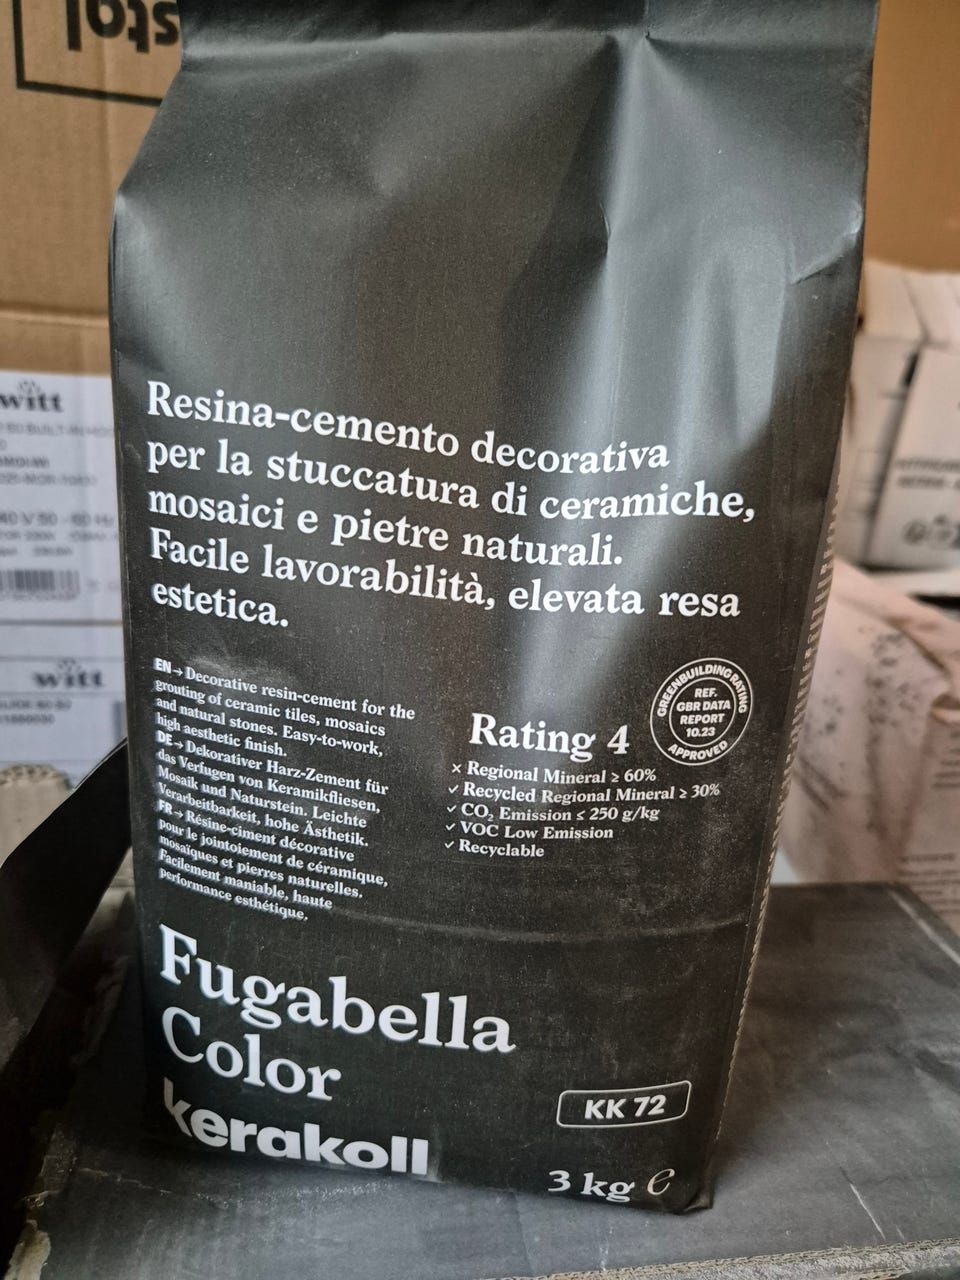 Resina-cemento decorativa
per la stuccatura di ceramiche,
mosaici e pietre naturali.
Facile lavorabilità, elevata resa
estetica.
EN → Decorative resin-cement for the
grouting of ceramic tiles, mosaics
and natural stones. Easy-to-work,
high aesthetic finish.
DE → Dekorativer Harz-Zement für
das Verfugen von Keramikfliesen,
Mosaik und Naturstein. Leichte
Verarbeitbarkeit, hohe Ästhetik.
FR → Résine-ciment décorative
pour le jointoiement de céramique,
mosaïques et pierres naturelles.
Facilement maniable, haute
performance esthétique.
Rating 4
× Regional Mineral ≥ 60%
✓ Recycled Regional Mineral ≥ 30%
✓ CO₂ Emission ≤ 250 g/kg
✓ VOC Low Emission
✓ Recyclable
GREENBUILDING RATING
REF.
GBR DATA
REPORT
10.23
APPROVED
Fugabella
Color
kerakoll
KK 72
3 kg ℮
witt
witt